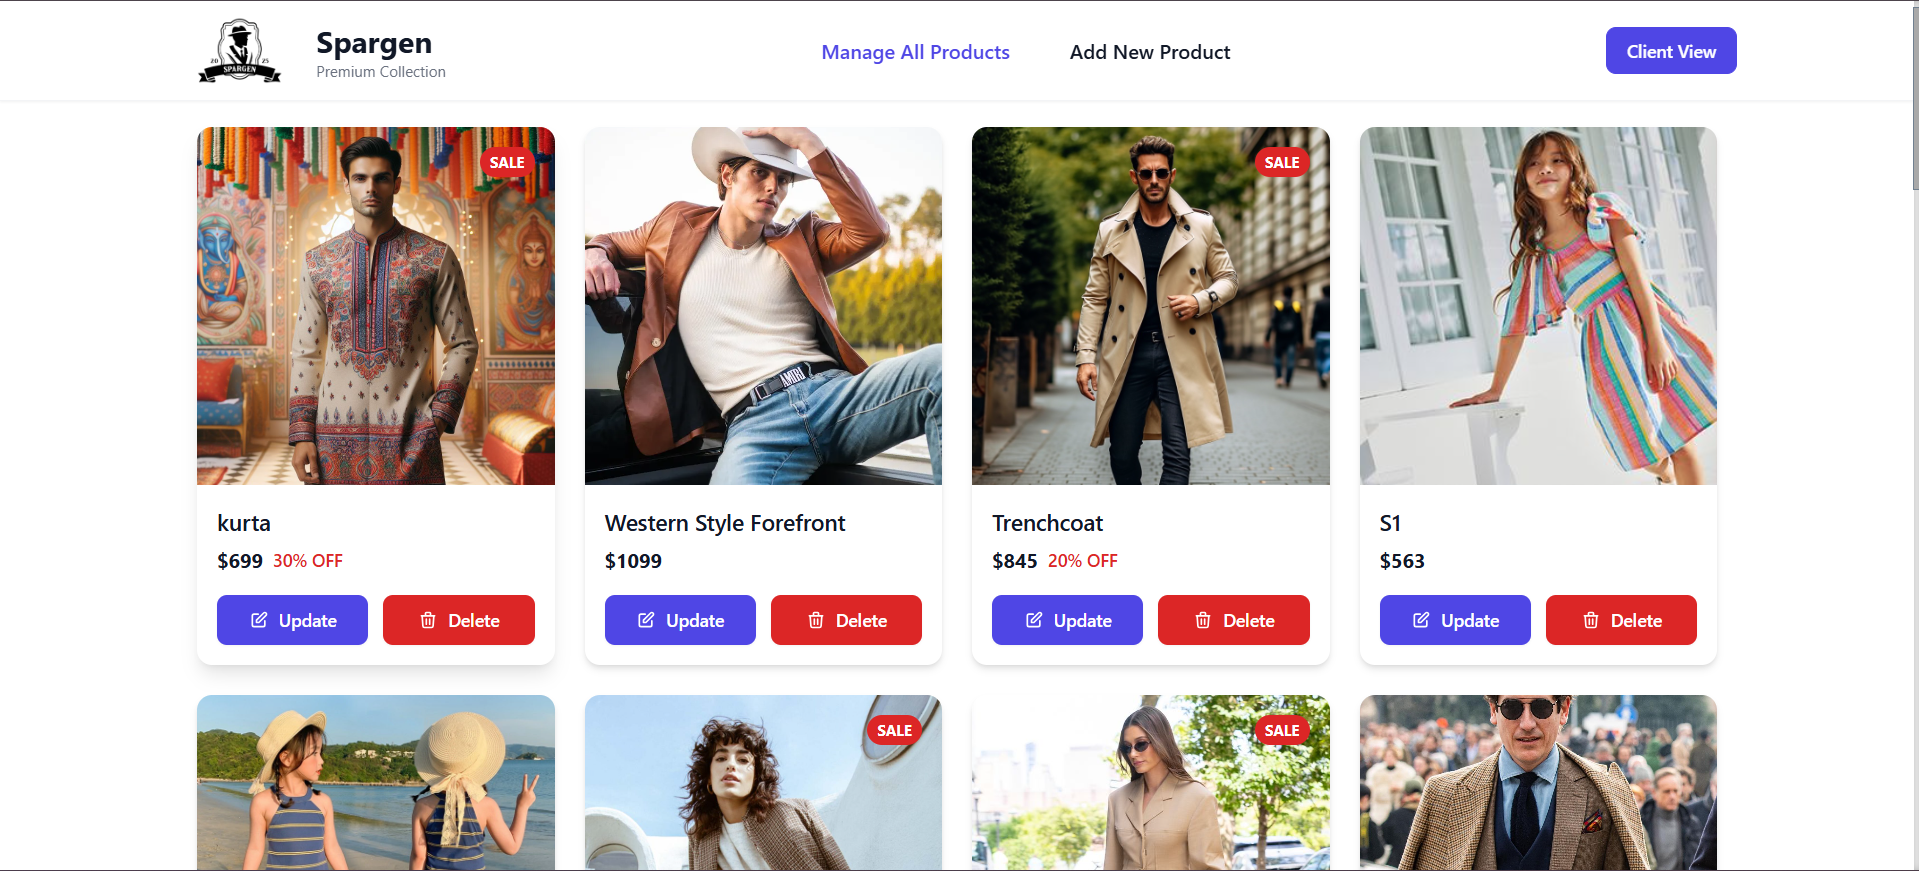 20 25
SPARGEN
Spargen
Premium Collection
Manage All Products
Add New Product
Client View
SALE
SALE
AMIRI
kurta
$699 30% OFF
Update
Delete
Western Style Forefront
$1099
Update
Delete
Trenchcoat
$845 20% OFF
Update
Delete
S1
$563
Update
Delete
SALE
SALE